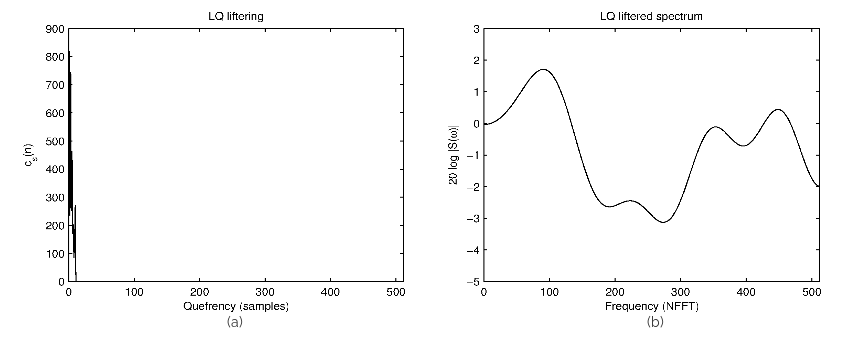 LQ liftering
900
800
700
600
500
400
300
200
100
0
c_s(n)
0 100 200 300 400 500
Quefrency (samples)
(a)
LQ liftered spectrum
3
2
1
0
−1
−2
−3
−4
−5
20 log |S(ω)|
0 100 200 300 400 500
Frequency (NFFT)
(b)